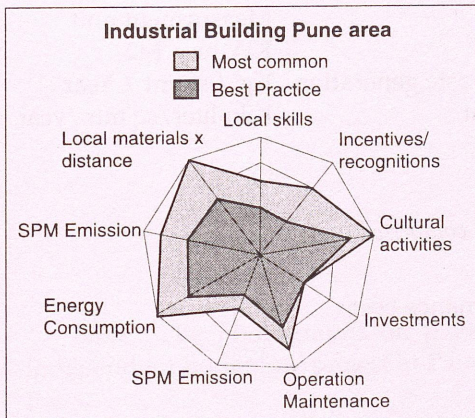 Industrial Building Pune area
Most common
Best Practice
Local skills
Incentives/
recognitions
Cultural
activities
Investments
Operation
Maintenance
SPM Emission
Energy
Consumption
SPM Emission
Local materials x
distance